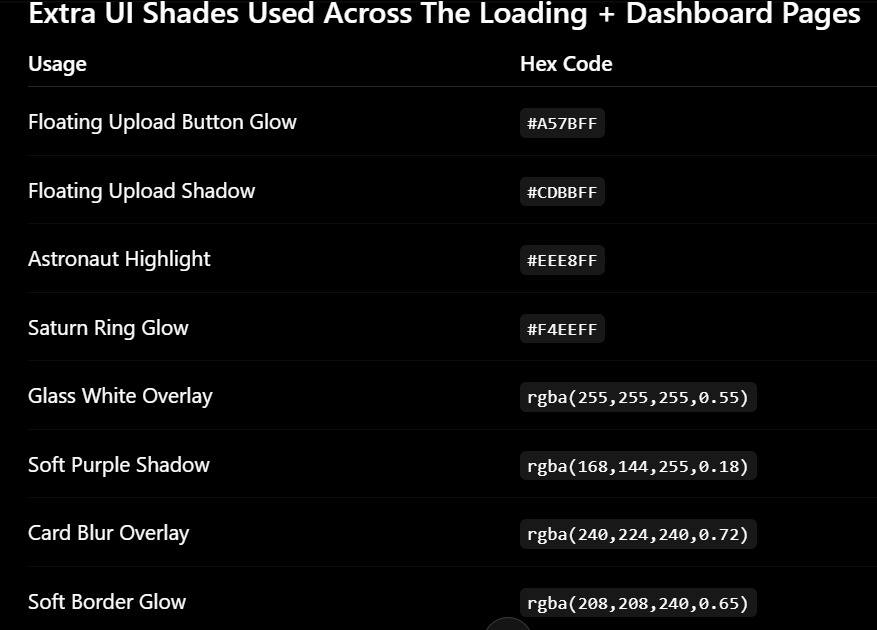 Extra UI Shades Used Across The Loading + Dashboard Pages
Usage Hex Code
Floating Upload Button Glow #A57BFF
Floating Upload Shadow #CDBBFF
Astronaut Highlight #EEE8FF
Saturn Ring Glow #F4EEFF
Glass White Overlay rgba(255,255,255,0.55)
Soft Purple Shadow rgba(168,144,255,0.18)
Card Blur Overlay rgba(240,224,240,0.72)
Soft Border Glow rgba(208,208,240,0.65)